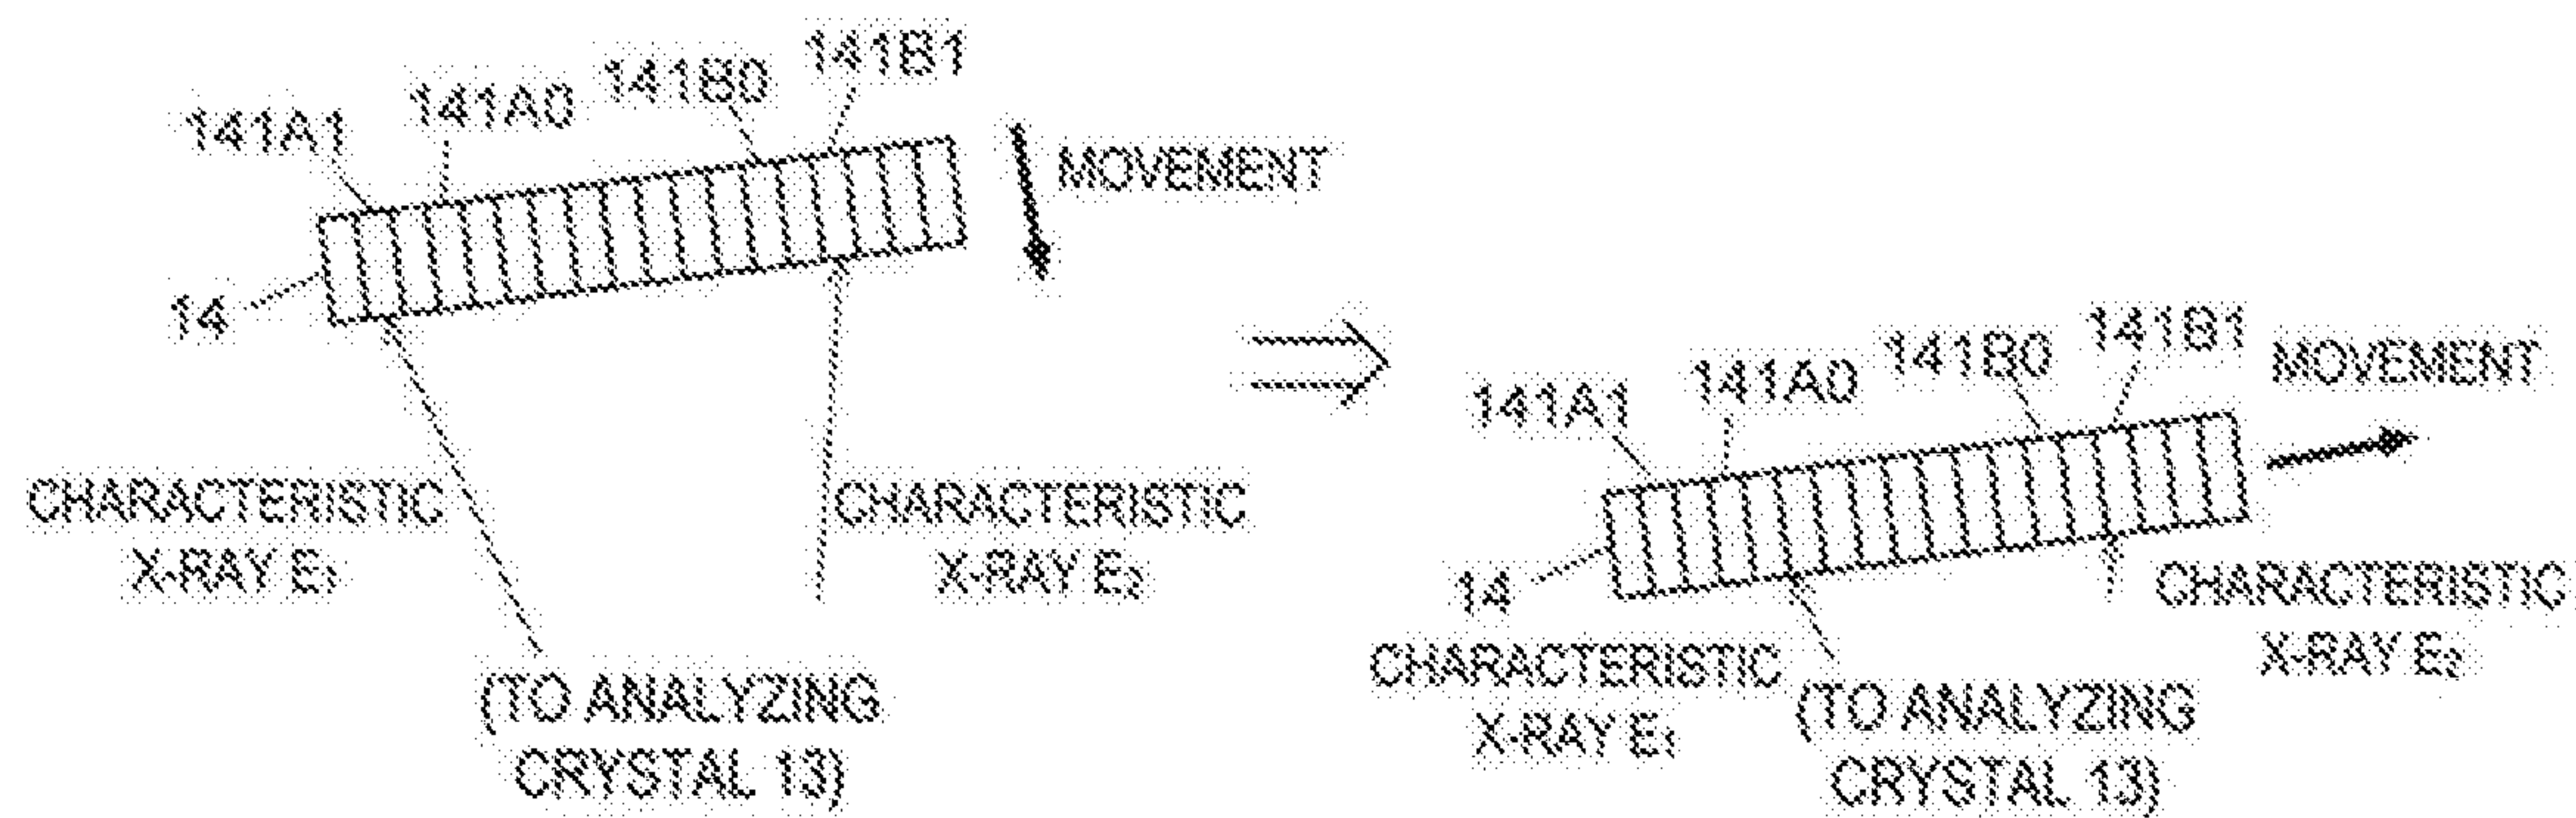 141A1
141A0
141B0
141B1
MOVEMENT
14
CHARACTERISTIC
X-RAY E₁
CHARACTERISTIC
X-RAY E₂
(TO ANALYZING
CRYSTAL 13)
141A1
141A0
141B0
141B1
MOVEMENT
14
CHARACTERISTIC
X-RAY E₁
(TO ANALYZING
CRYSTAL 13)
CHARACTERISTIC
X-RAY E₂